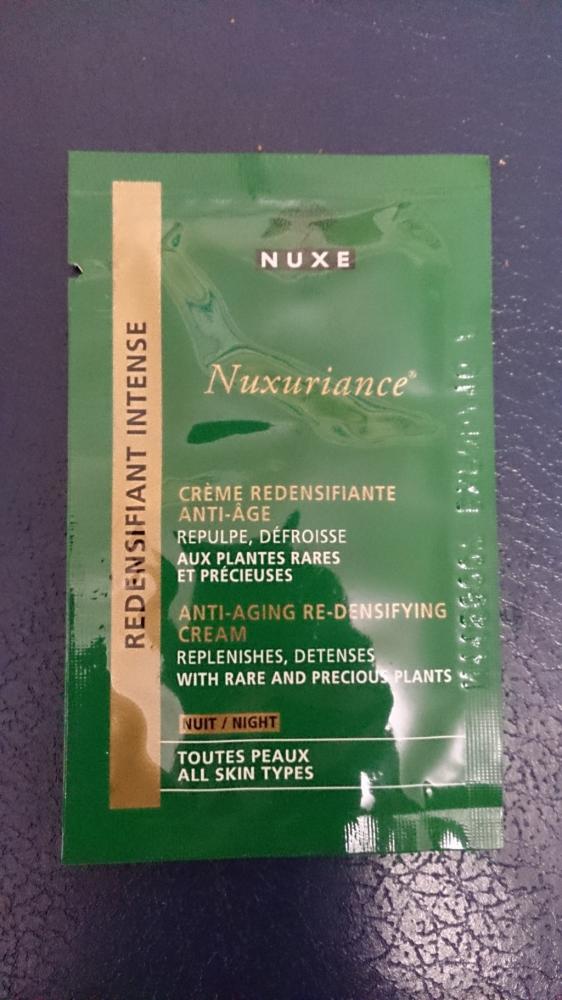 NUXE
Nuxuriance®
REDENSIFIANT INTENSE
CRÈME REDENSIFIANTE
ANTI-ÂGE
REPULPE, DÉFROISSE
AUX PLANTES RARES
ET PRÉCIEUSES
ANTI-AGING RE-DENSIFYING
CREAM
REPLENISHES, DETENSES
WITH RARE AND PRECIOUS PLANTS
NUIT / NIGHT
TOUTES PEAUX
ALL SKIN TYPES